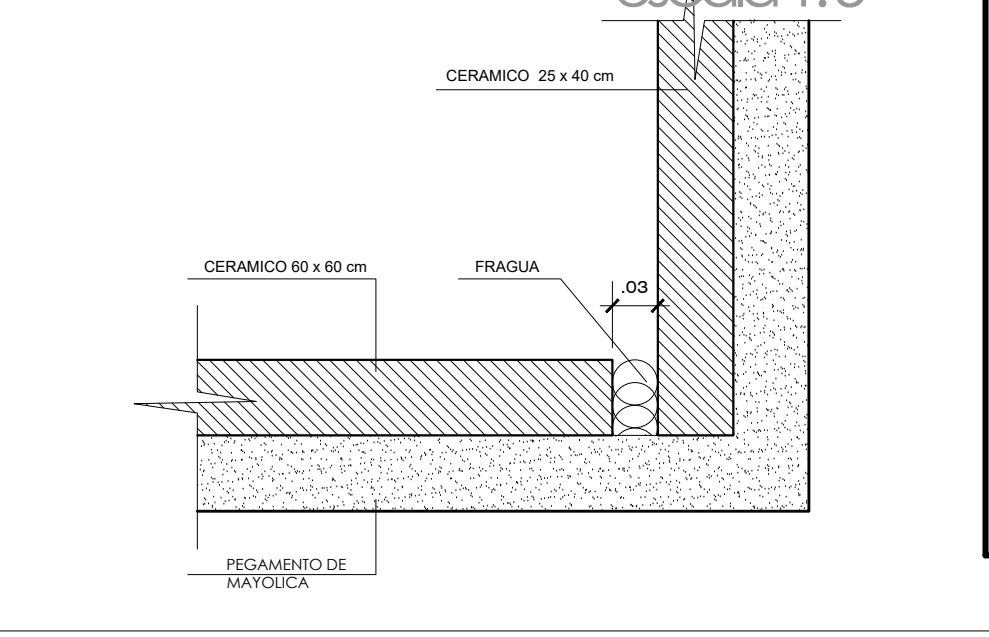 CERAMICO 25 x 40 cm
CERAMICO 60 x 60 cm
FRAGUA
.03
PEGAMENTO DE
MAYOLICA